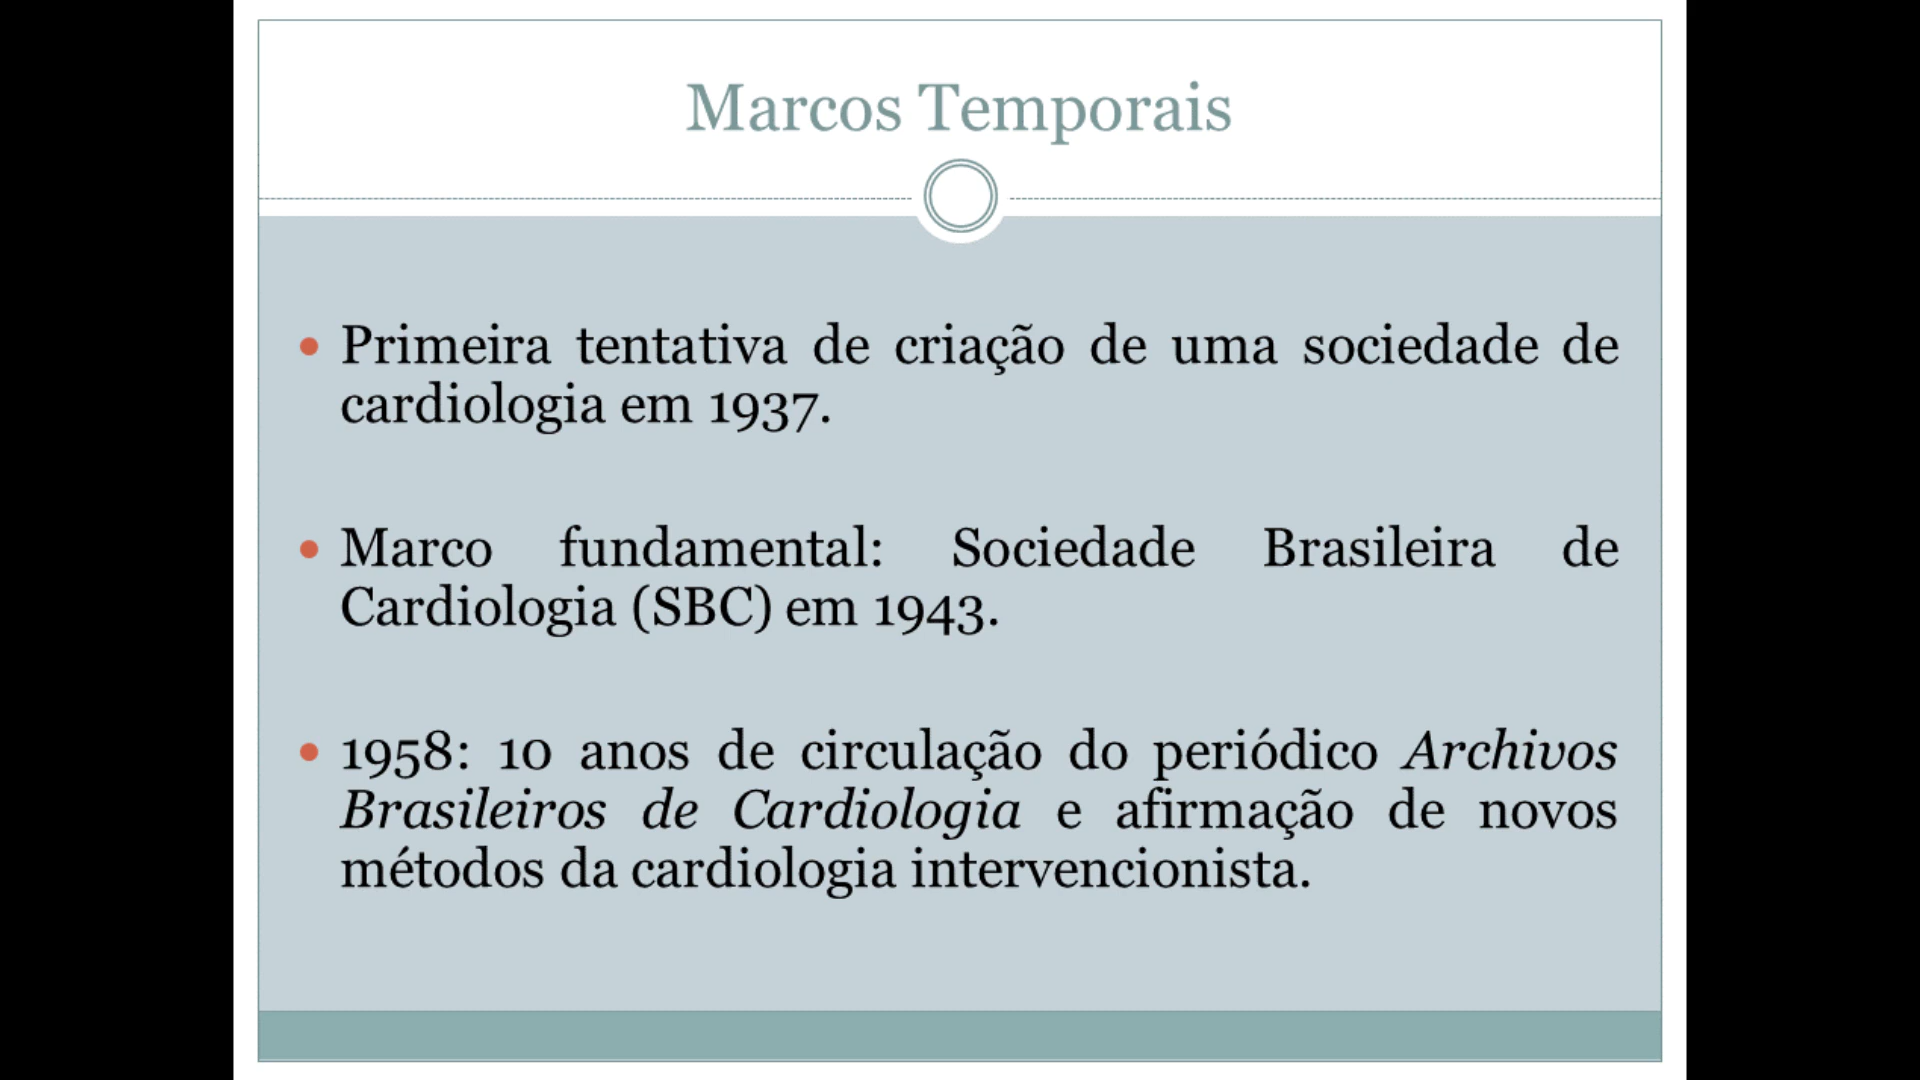 Marcos Temporais
Primeira tentativa de criação de uma sociedade de
cardiologia em 1937.
Marco fundamental: Sociedade Brasileira de
Cardiologia (SBC) em 1943.
1958: 10 anos de circulação do periódico Archivos
Brasileiros de Cardiologia e afirmação de novos
métodos da cardiologia intervencionista.